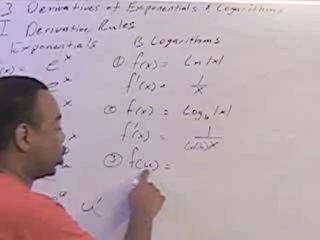 3 Derivatives of Exponentials & Logarithms
I Derivative Rules
Exponentials
(x) = e^x
e^x
u'
B Logarithms
① f(x) = Ln|x|
f'(x) = 1/x
② f(x) = Log_b|x|
f'(x) = 1/(Ln(b)x)
③ f(u) =